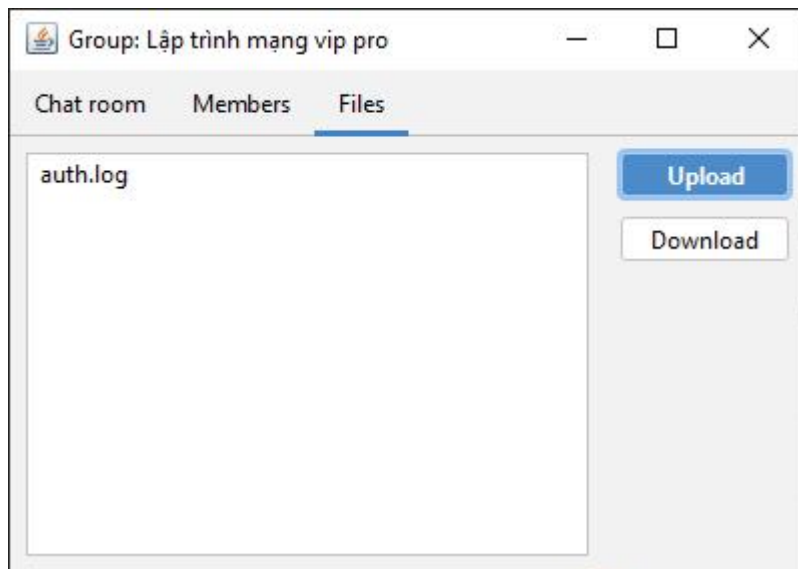 Group: Lập trình mạng vip pro
Chat room Members Files
auth.log
Upload
Download